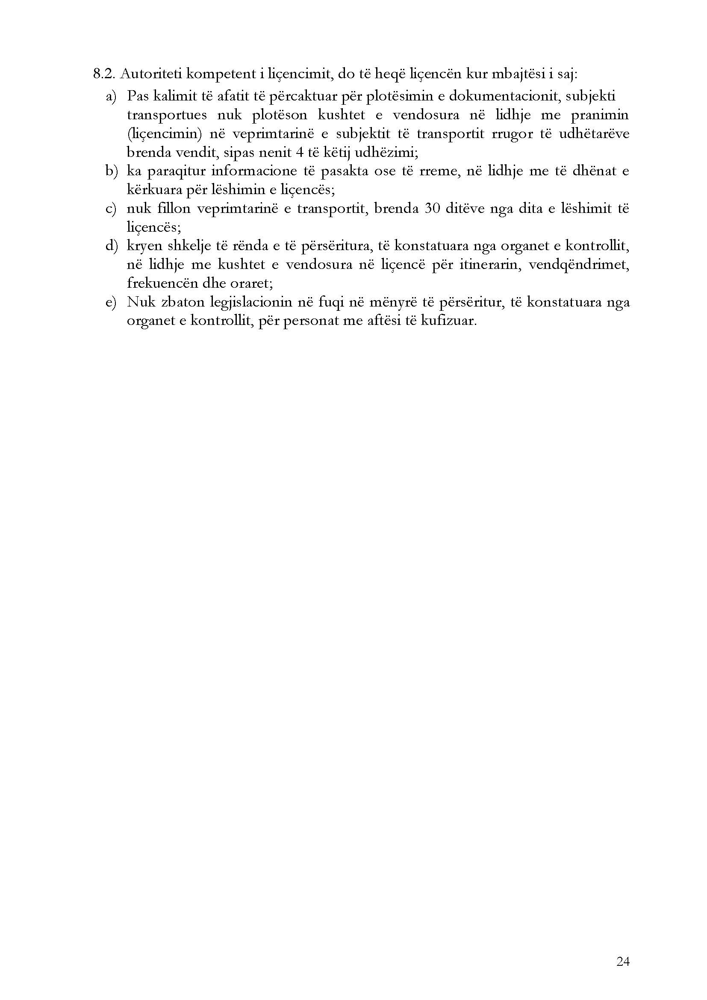 8.2. Autoriteti kompetent i liçencimit, do të heqë liçencën kur mbajtësi i saj:
a) Pas kalimit të afatit të përcaktuar për plotësimin e dokumentacionit, subjekti
transportues nuk plotëson kushtet e vendosura në lidhje me pranimin
(liçencimin) në veprimtarinë e subjektit të transportit rrugor të udhëtarëve
brenda vendit, sipas nenit 4 të këtij udhëzimi;
b) ka paraqitur informacione të pasakta ose të rreme, në lidhje me të dhënat e
kërkuara për lëshimin e liçencës;
c) nuk fillon veprimtarinë e transportit, brenda 30 ditëve nga dita e lëshimit të
liçencës;
d) kryen shkelje të rënda e të përsëritura, të konstatuara nga organet e kontrollit,
në lidhje me kushtet e vendosura në liçencë për itinerarin, vendqëndrimet,
frekuencën dhe oraret;
e) Nuk zbaton legjislacionin në fuqi në mënyrë të përsëritur, të konstatuara nga
organet e kontrollit, për personat me aftësi të kufizuar.
24